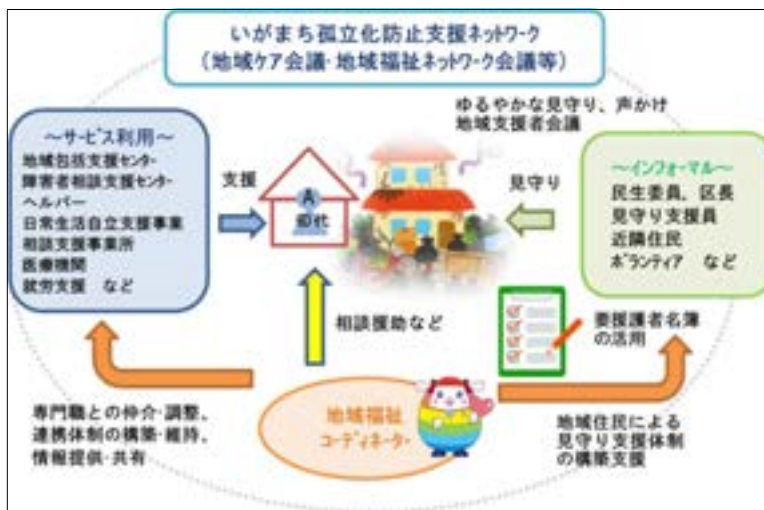 いがまち孤立化防止支援ネットワーク
(地域ケア会議・地域福祉ネットワーク会議等)
ゆるやかな見守り、声かけ
地域支援者会議
～サービス利用～
地域包括支援センター
障害者相談支援センター
ヘルパー
日常生活自立支援事業
相談支援事業所
医療機関
就労支援 など
支援
A
見守り
～インフォーマル～
民生委員、区長
見守り支援員
近隣住民
ボランティア など
相談援助など
要援護者名簿
の活用
専門職との仲介・調整、
連携体制の構築・維持、
情報提供・共有
地域福祉
コーディネーター
地域住民による
見守り支援体制
の構築支援